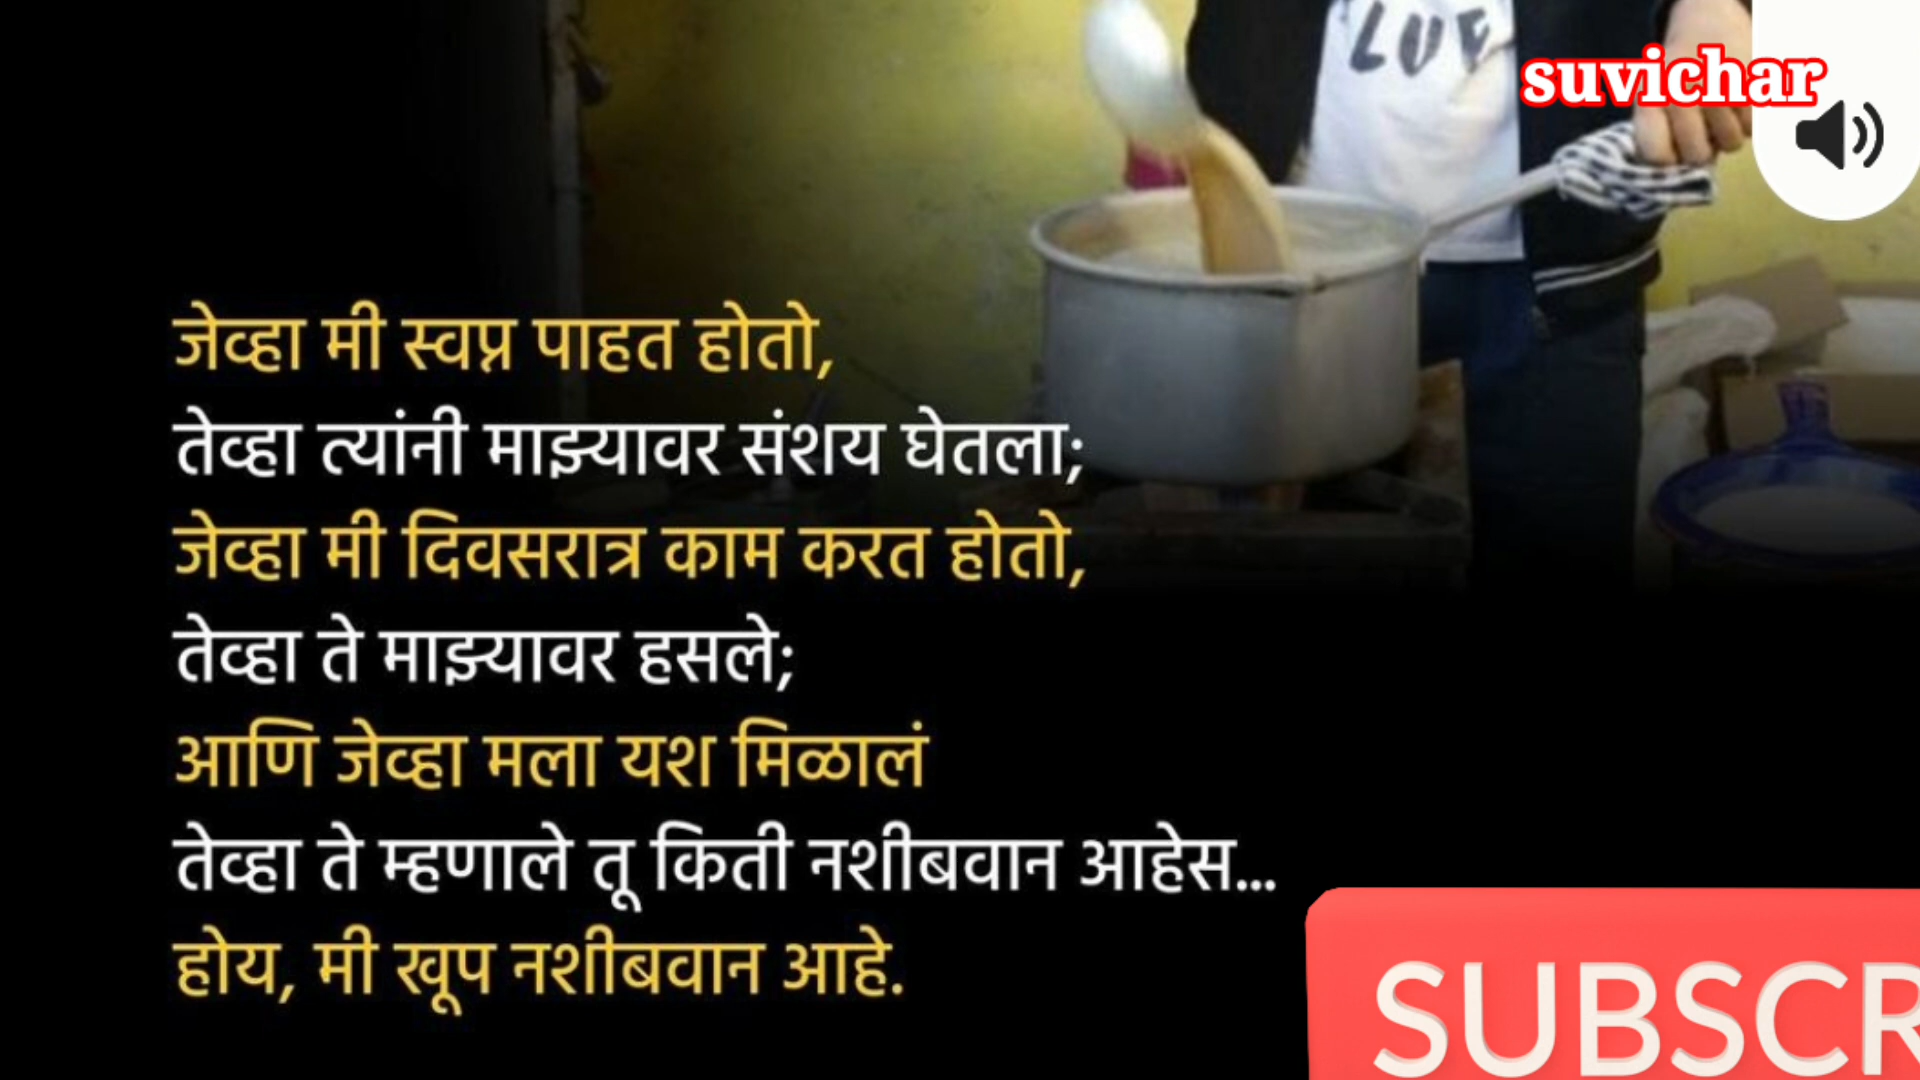 LUF
suvichar
जेव्हा मी स्वप्न पाहत होतो,
तेव्हा त्यांनी माझ्यावर संशय घेतला;
जेव्हा मी दिवसरात्र काम करत होतो,
तेव्हा ते माझ्यावर हसले;
आणि जेव्हा मला यश मिळालं
तेव्हा ते म्हणाले तू किती नशीबवान आहेस...
होय, मी खूप नशीबवान आहे.
SUBSCR